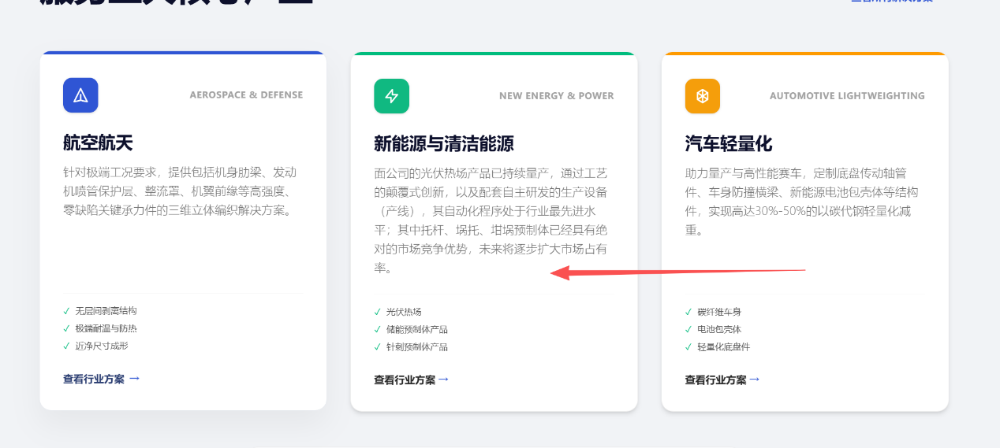 AEROSPACE & DEFENSE
航空航天
针对极端工况要求，提供包括机身肋梁、发动
机喷管保护层、整流罩、机翼前缘等高强度、
零缺陷关键承力件的三维立体编织解决方案。
✓ 无层间剥离结构
✓ 极端耐温与防热
✓ 近净尺寸成形
查看行业方案 →
NEW ENERGY & POWER
新能源与清洁能源
面公司的光伏热场产品已持续量产，通过工艺
的颠覆式创新，以及配套自主研发的生产设备
（产线），其自动化程序处于行业最先进水
平；其中托杆、埚托、坩埚预制体已经具有绝
对的市场竞争优势，未来将逐步扩大市场占有
率。
✓ 光伏热场
✓ 储能预制体产品
✓ 针刺预制体产品
查看行业方案 →
AUTOMOTIVE LIGHTWEIGHTING
汽车轻量化
助力量产与高性能赛车，定制底盘传动轴管
件、车身防撞横梁、新能源电池包壳体等结构
件，实现高达30%-50%的以碳代钢轻量化减
重。
✓ 碳纤维车身
✓ 电池包壳体
✓ 轻量化底盘件
查看行业方案 →